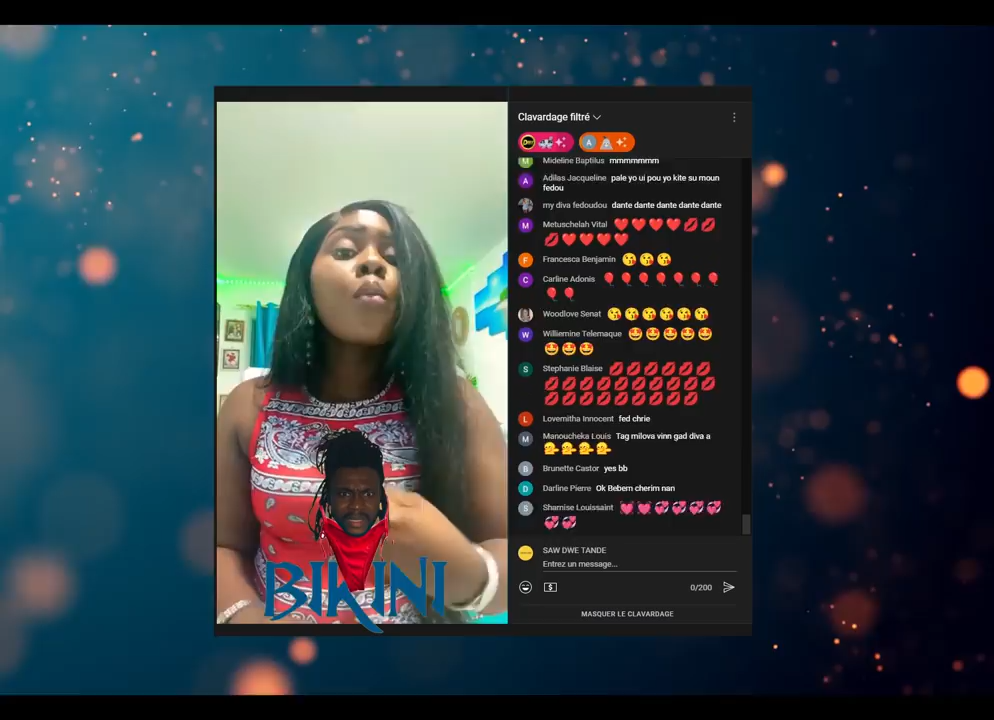 Clavardage filtré
A
M Mideline Baptilus mmmmmmmm
A Adilas Jacqueline pale yo ui pou yo kite su moun
fedou
my diva fedoudou dante dante dante dante dante
M Metuschelah Vital ❤️❤️❤️❤️💋💋
💋❤️❤️❤️❤️
F Francesca Benjamin 😘😘😘
C Carline Adonis 🎈🎈🎈🎈🎈🎈🎈
🎈🎈
Woodlove Senat 😘😘😘😘😘😘
W Williemine Telemaque 🤩🤩🤩🤩🤩
🤩🤩🤩
S Stephanie Blaise 💋💋💋💋💋💋
💋💋💋💋💋💋💋💋💋💋
💋💋💋💋💋💋💋💋💋
L Lovemitha Innocent fed chrie
M Manoucheka Louis Tag milova vinn gad diva a
B Brunette Castor yes bb
D Darline Pierre Ok Bebem cherim nan
S Sharnise Louissaint 💓💓💞💞💞💞
💞💞
SAW DWE TANDE
Entrez un message...
0/200
MASQUER LE CLAVARDAGE
BIKINI